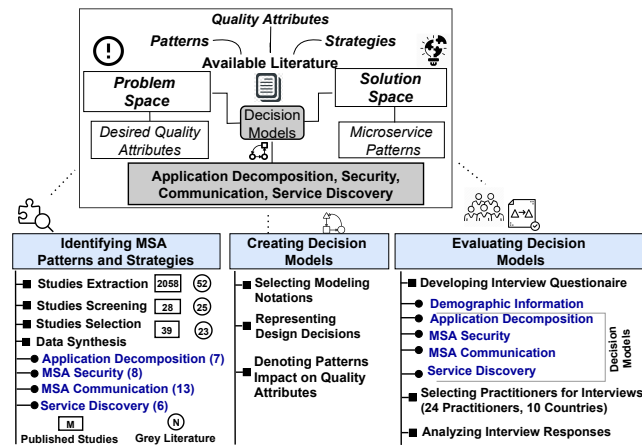 Quality Attributes
Patterns
Strategies
Available Literature
Problem
Space
Solution
Space
Decision
Models
Desired Quality
Attributes
Microservice
Patterns
Application Decomposition, Security,
Communication, Service Discovery
Identifying MSA
Patterns and Strategies
Studies Extraction 2058 52
Studies Screening 28 25
Studies Selection 39 23
Data Synthesis
Application Decomposition (7)
MSA Security (8)
MSA Communication (13)
Service Discovery (6)
M N
Published Studies Grey Literature
Creating Decision
Models
Selecting Modeling
Notations
Representing
Design Decisions
Denoting Patterns
Impact on Quality
Attributes
Evaluating Decision
Models
Developing Interview Questionaire
Demographic Information
Application Decomposition
MSA Security
MSA Communication
Service Discovery
Decision
Models
Selecting Practitioners for Interviews
(24 Practitioners, 10 Countries)
Analyzing Interview Responses